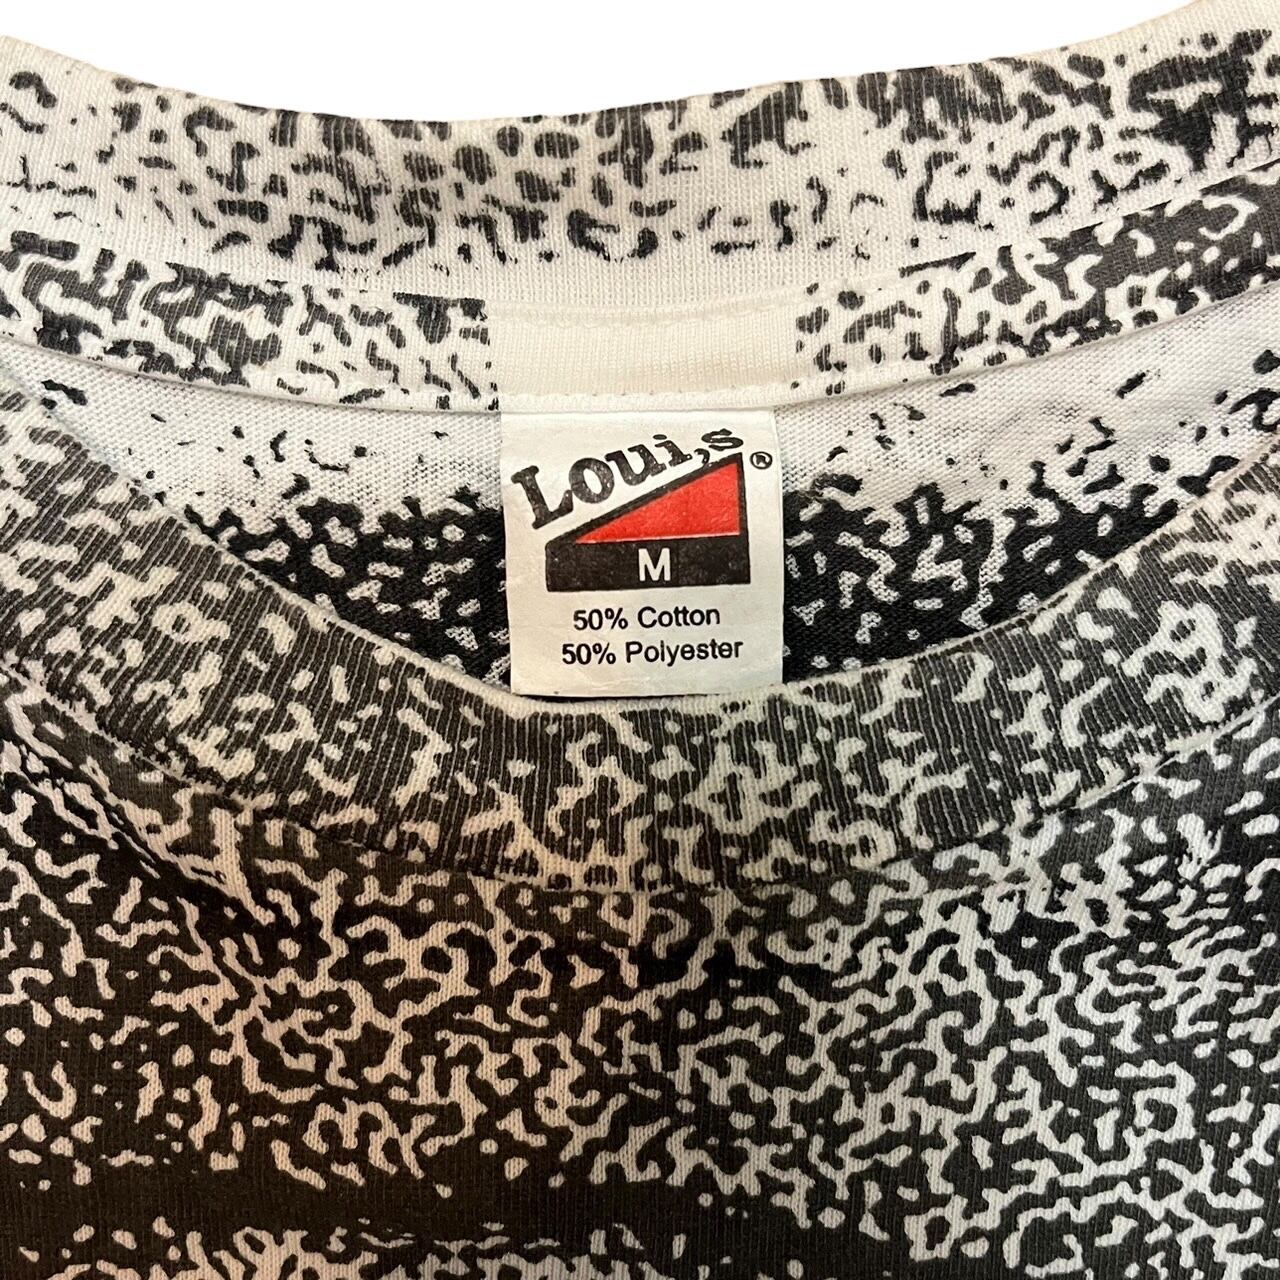 Loui,s ®
M
50% Cotton
50% Polyester